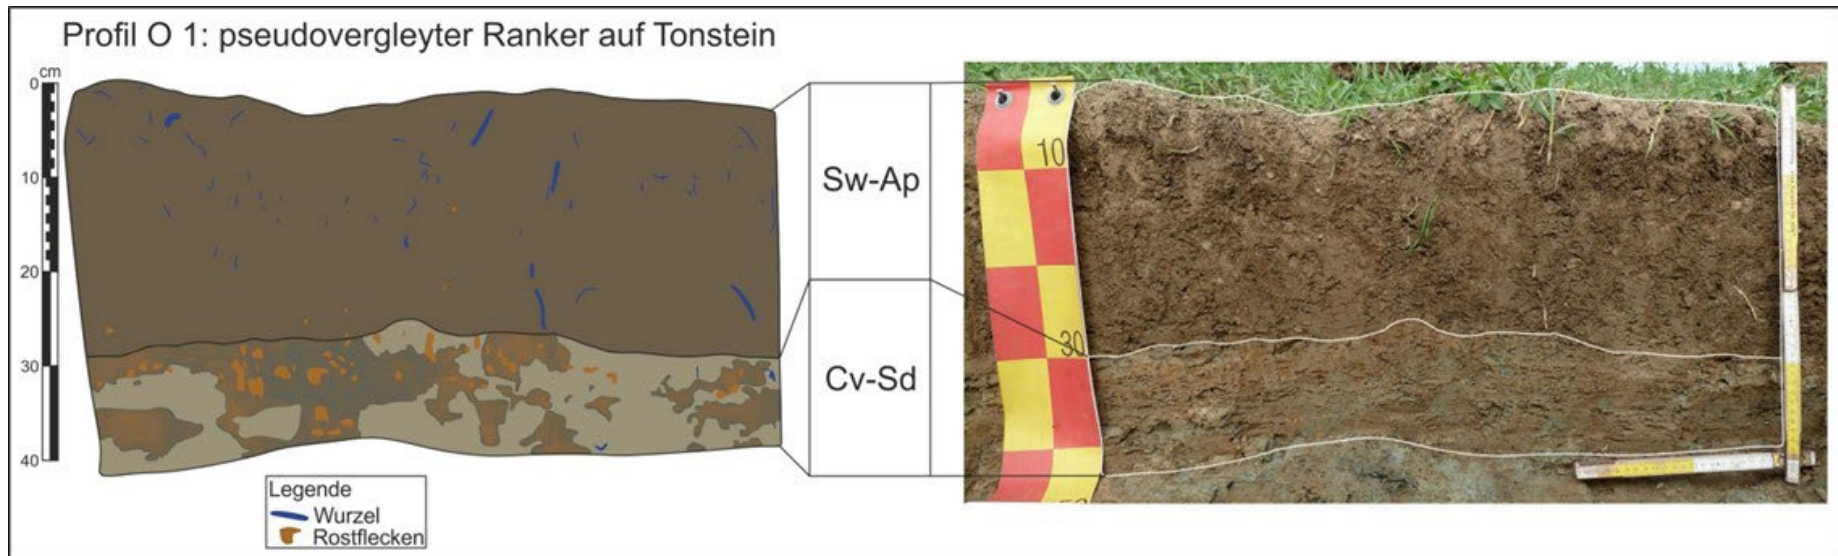 Profil O 1: pseudovergleyter Ranker auf Tonstein
cm
0
10
20
30
40
Sw-Ap
Cv-Sd
Legende
Wurzel
Rostflecken
10
30